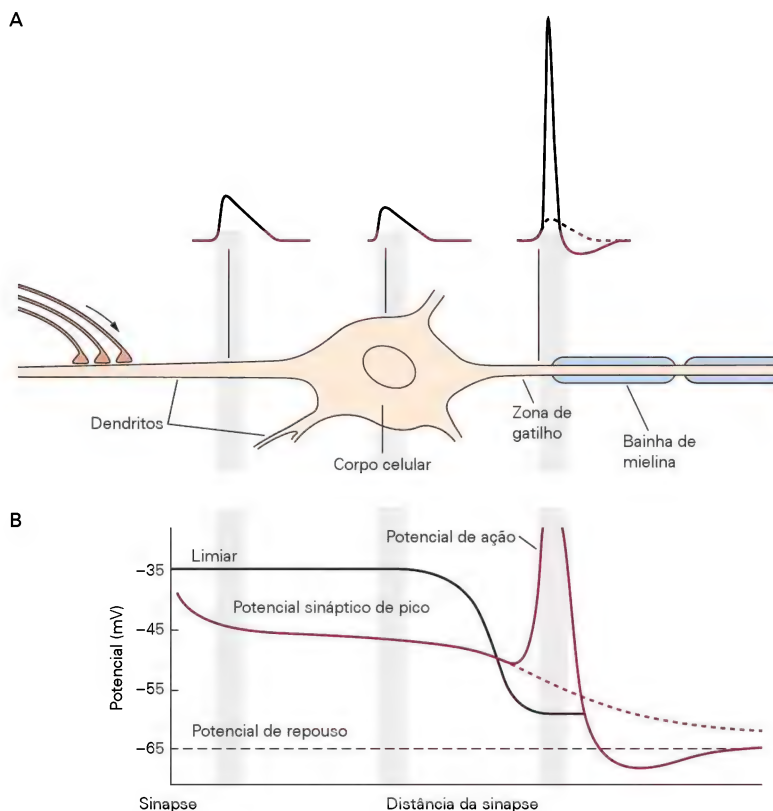 A
Dendritos
Corpo celular
Zona de
gatilho
Bainha de
mielina
B
Potencial de ação
Limiar
−35
Potencial sináptico de pico
−45
Potencial (mV)
−55
Potencial de repouso
−65
Sinapse
Distância da sinapse